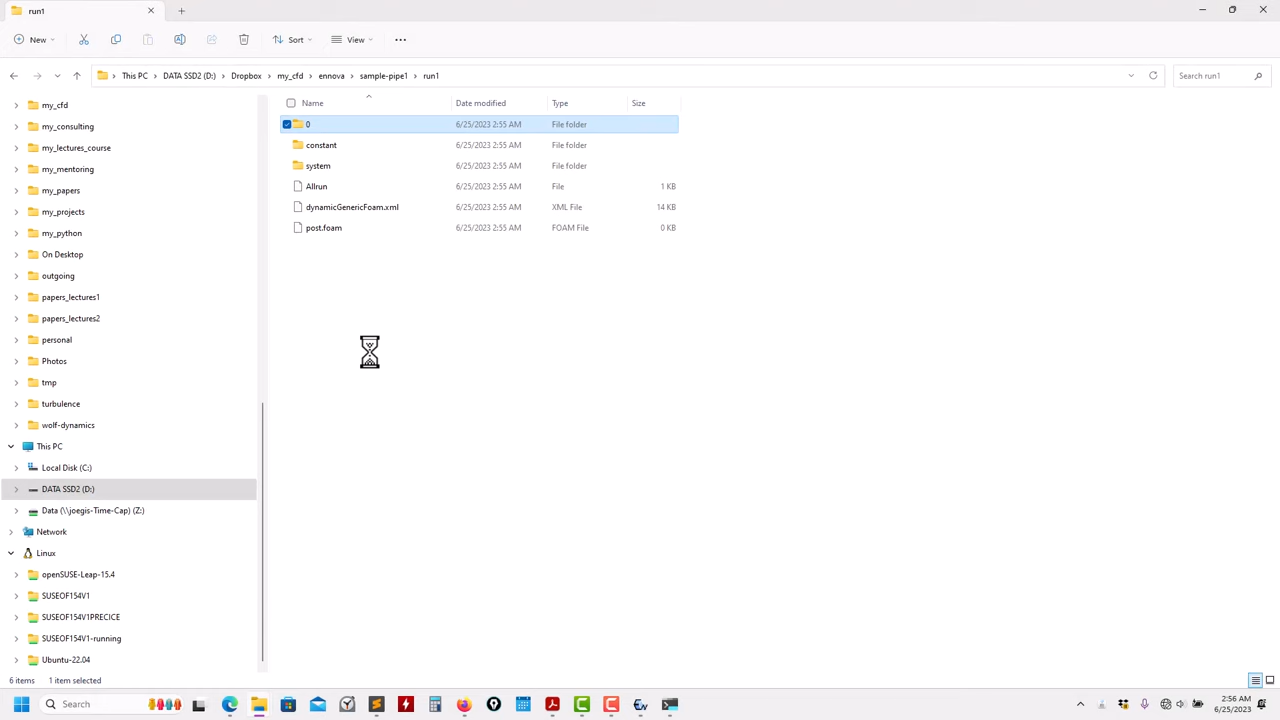 run1
New
Sort
View
This PC
DATA SSD2 (D:)
Dropbox
my_cfd
ennova
sample-pipe1
run1
Search run1
my_cfd
my_consulting
my_lectures_course
my_mentoring
my_papers
my_projects
my_python
On Desktop
outgoing
papers_lectures1
papers_lectures2
personal
Photos
tmp
turbulence
wolf-dynamics
This PC
Local Disk (C:)
DATA SSD2 (D:)
Data (\\joegis-Time-Cap) (Z:)
Network
Linux
openSUSE-Leap-15.4
SUSEOF154V1
SUSEOF154V1PRECICE
SUSEOF154V1-running
Ubuntu-22.04
Name Date modified Type Size
0 6/25/2023 2:55 AM File folder
constant 6/25/2023 2:55 AM File folder
system 6/25/2023 2:55 AM File folder
Allrun 6/25/2023 2:55 AM File 1 KB
dynamicGenericFoam.xml 6/25/2023 2:55 AM XML File 14 KB
post.foam 6/25/2023 2:55 AM FOAM File 0 KB
6 items 1 item selected
Search
2:56 AM
6/25/2023